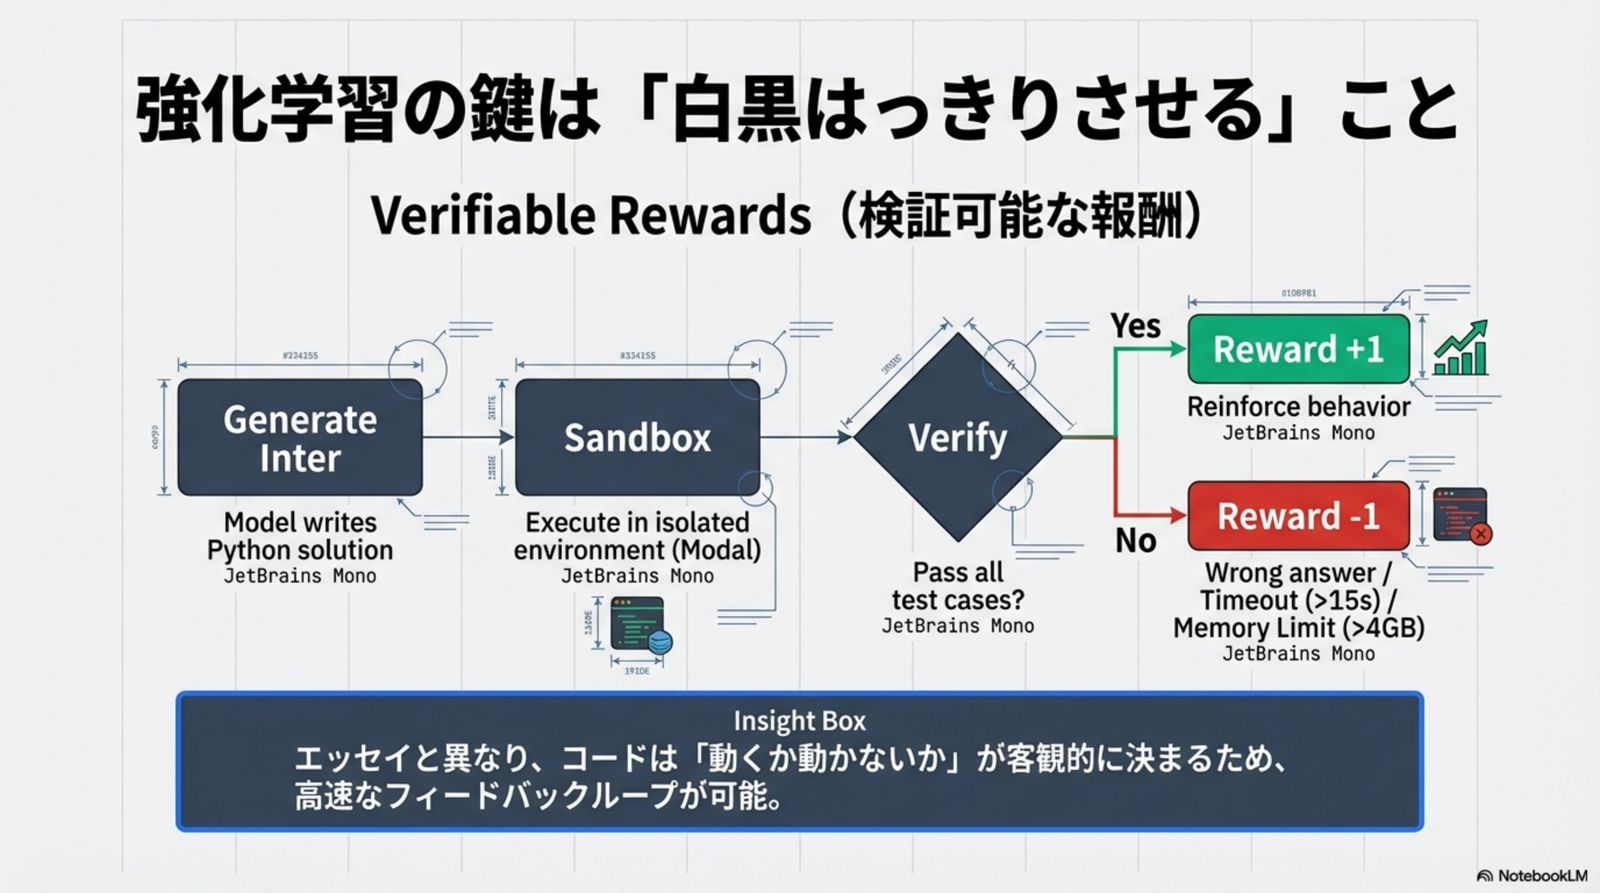 強化学習の鍵は「白黒はっきりさせる」こと
Verifiable Rewards（検証可能な報酬）
#334155
Generate
Inter
Model writes
Python solution
JetBrains Mono
#334155
Sandbox
Execute in isolated
environment (Modal)
JetBrains Mono
Verify
Pass all
test cases?
JetBrains Mono
Yes
Reward +1
Reinforce behavior
JetBrains Mono
No
Reward -1
Wrong answer /
Timeout (>15s) /
Memory Limit (>4GB)
JetBrains Mono
Insight Box
エッセイと異なり、コードは「動くか動かないか」が客観的に決まるため、
高速なフィードバックループが可能。
NotebookLM